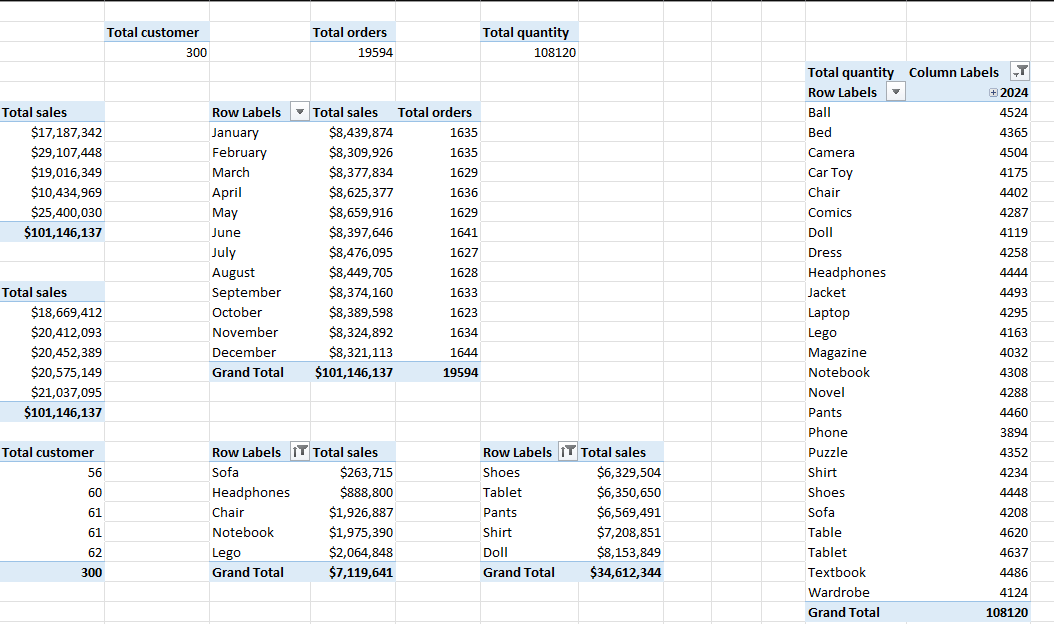 Total customer Total orders Total quantity
300 19594 108120
Total quantity Column Labels
Row Labels 2024
Total sales
$17,187,342
$29,107,448
$19,016,349
$10,434,969
$25,400,030
$101,146,137
Total sales
$18,669,412
$20,412,093
$20,452,389
$20,575,149
$21,037,095
$101,146,137
Total customer
56
60
61
61
62
300
Row Labels Total sales Total orders
January $8,439,874 1635
February $8,309,926 1635
March $8,377,834 1629
April $8,625,377 1636
May $8,659,916 1629
June $8,397,646 1641
July $8,476,095 1627
August $8,449,705 1628
September $8,374,160 1633
October $8,389,598 1623
November $8,324,892 1634
December $8,321,113 1644
Grand Total $101,146,137 19594
Row Labels Total sales
Sofa $263,715
Headphones $888,800
Chair $1,926,887
Notebook $1,975,390
Lego $2,064,848
Grand Total $7,119,641
Row Labels Total sales
Shoes $6,329,504
Tablet $6,350,650
Pants $6,569,491
Shirt $7,208,851
Doll $8,153,849
Grand Total $34,612,344
Ball 4524
Bed 4365
Camera 4504
Car Toy 4175
Chair 4402
Comics 4287
Doll 4119
Dress 4258
Headphones 4444
Jacket 4493
Laptop 4295
Lego 4163
Magazine 4032
Notebook 4308
Novel 4288
Pants 4460
Phone 3894
Puzzle 4352
Shirt 4234
Shoes 4448
Sofa 4208
Table 4620
Tablet 4637
Textbook 4486
Wardrobe 4124
Grand Total 108120